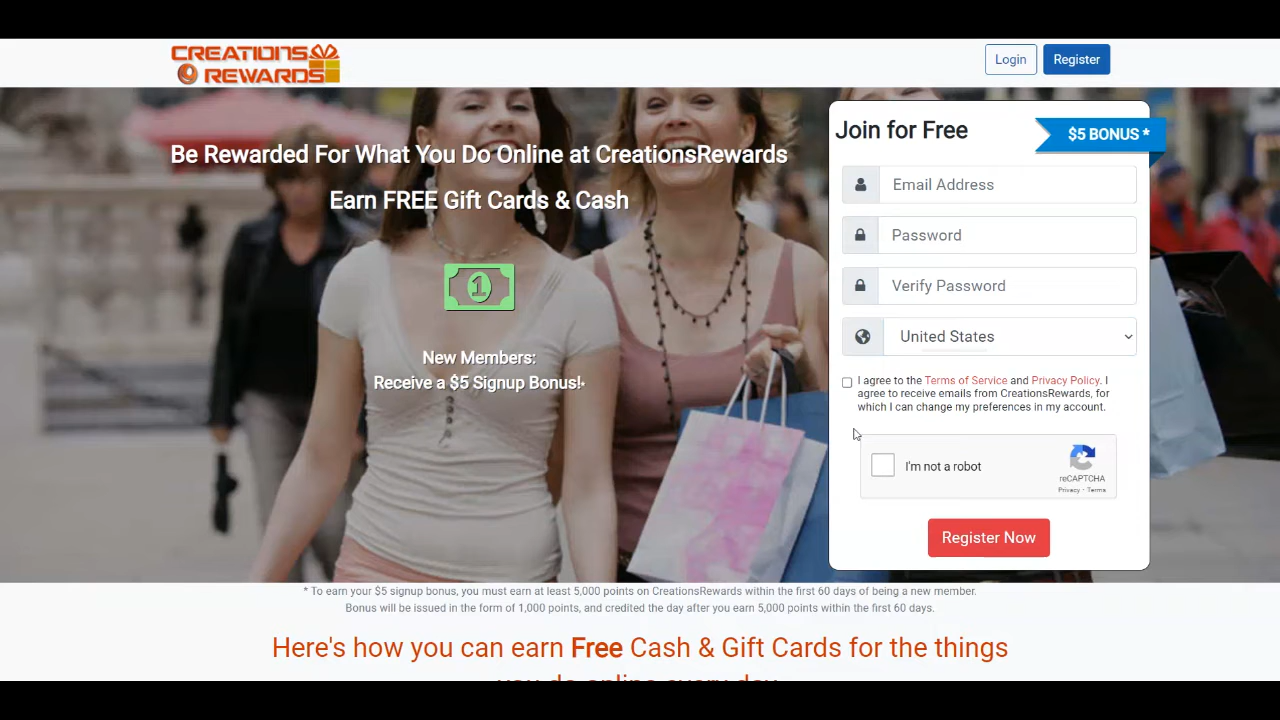 CREATIONS
REWARDS
Login
Register
Be Rewarded For What You Do Online at CreationsRewards
Earn FREE Gift Cards & Cash
1
New Members:
Receive a $5 Signup Bonus!*
Join for Free
$5 BONUS *
Email Address
Password
Verify Password
United States
I agree to the Terms of Service and Privacy Policy. I
agree to receive emails from CreationsRewards, for
which I can change my preferences in my account.
I'm not a robot
reCAPTCHA
Privacy - Terms
Register Now
* To earn your $5 signup bonus, you must earn at least 5,000 points on CreationsRewards within the first 60 days of being a new member.
Bonus will be issued in the form of 1,000 points, and credited the day after you earn 5,000 points within the first 60 days.
Here's how you can earn Free Cash & Gift Cards for the things
you do online every day